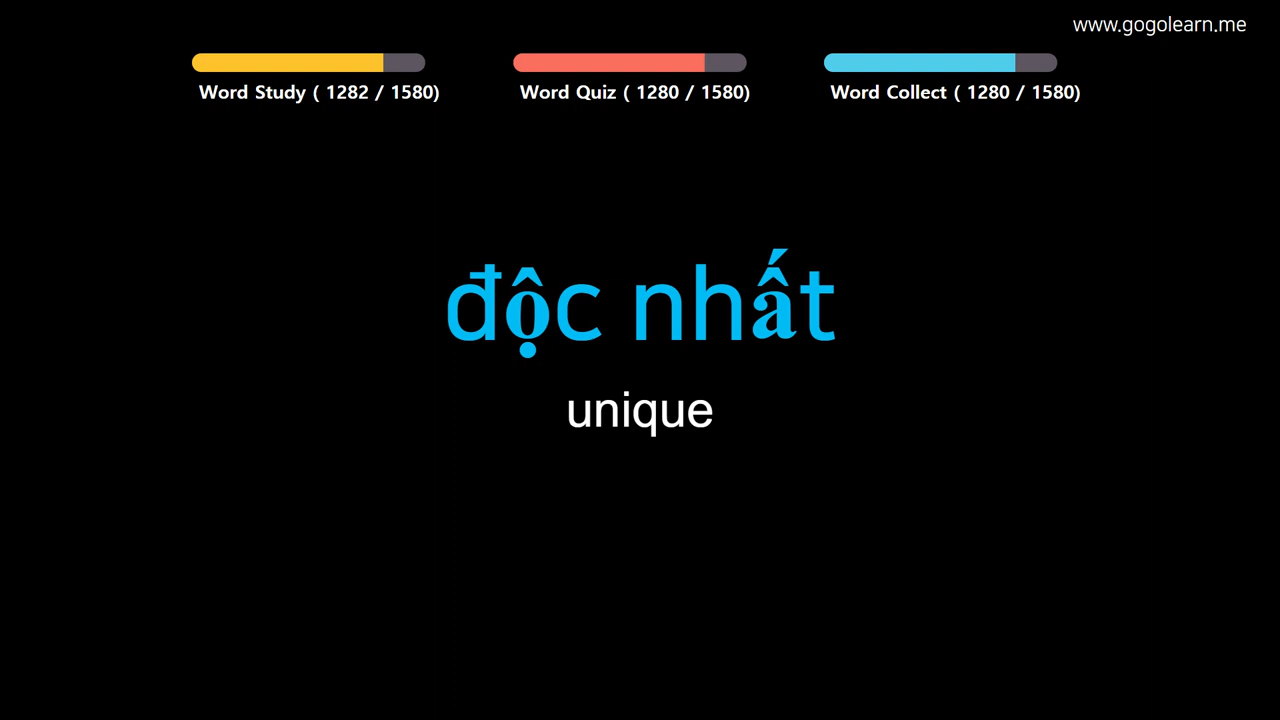 www.gogolearn.me
Word Study ( 1282 / 1580)
Word Quiz ( 1280 / 1580)
Word Collect ( 1280 / 1580)
độc nhất
unique